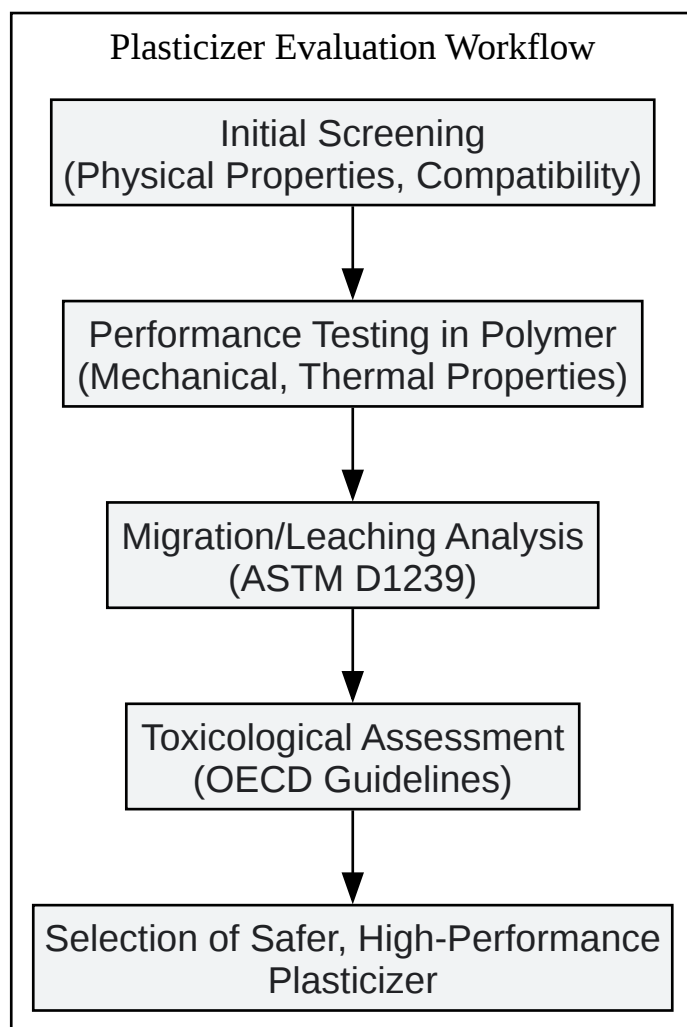 Plasticizer Evaluation Workflow
Initial Screening
(Physical Properties, Compatibility)
Performance Testing in Polymer
(Mechanical, Thermal Properties)
Migration/Leaching Analysis
(ASTM D1239)
Toxicological Assessment
(OECD Guidelines)
Selection of Safer, High-Performance
Plasticizer